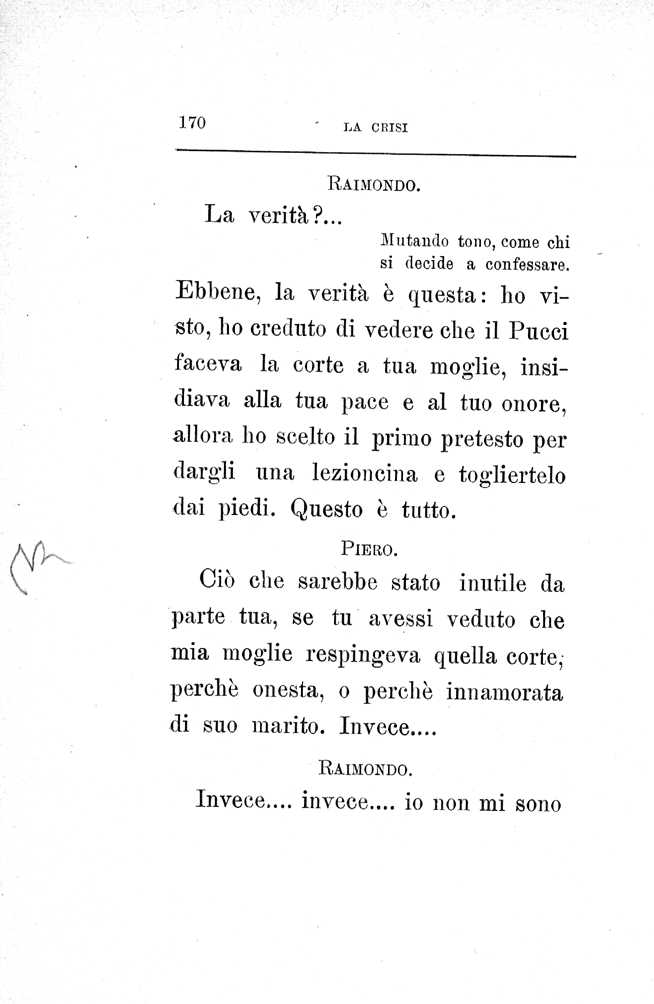 170 LA CRISI
RAIMONDO.
La verità?...
Mutando tono, come chi
si decide a confessare.
Ebbene, la verità è questa: ho vi-
sto, ho creduto di vedere che il Pucci
faceva la corte a tua moglie, insi-
diava alla tua pace e al tuo onore,
allora ho scelto il primo pretesto per
dargli una lezioncina e togliertelo
dai piedi. Questo è tutto.
PIERO.
Ciò che sarebbe stato inutile da
parte tua, se tu avessi veduto che
mia moglie respingeva quella corte,
perchè onesta, o perchè innamorata
di suo marito. Invece....
RAIMONDO.
Invece.... invece.... io non mi sono